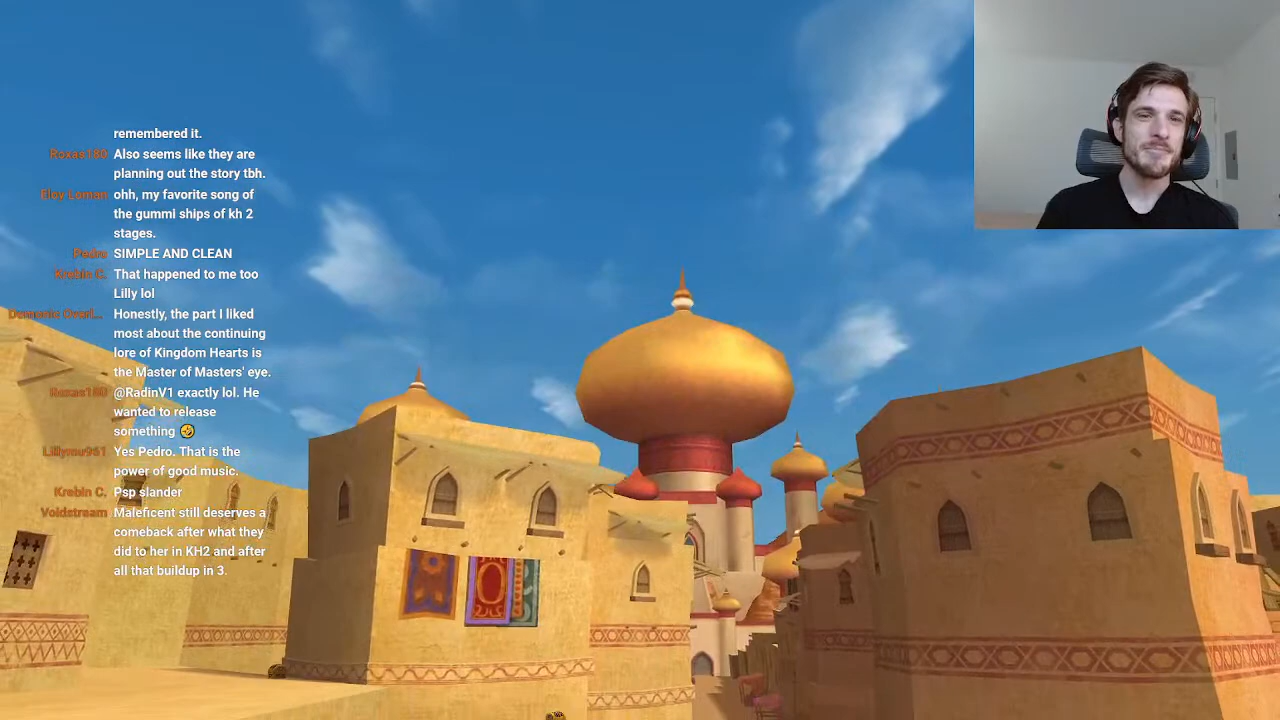 remembered it.
Roxas180 Also seems like they are
planning out the story tbh.
Eloy Loman ohh, my favorite song of
the gummi ships of kh 2
stages.
Pedro SIMPLE AND CLEAN
Krebin C. That happened to me too
Lilly lol
Honestly, the part I liked
most about the continuing
lore of Kingdom Hearts is
the Master of Masters' eye.
Roxas180 @RadinV1 exactly lol. He
wanted to release
something 🤣
Yes Pedro. That is the
power of good music.
Krebin C. Psp slander
Voidstream Maleficent still deserves a
comeback after what they
did to her in KH2 and after
all that buildup in 3.